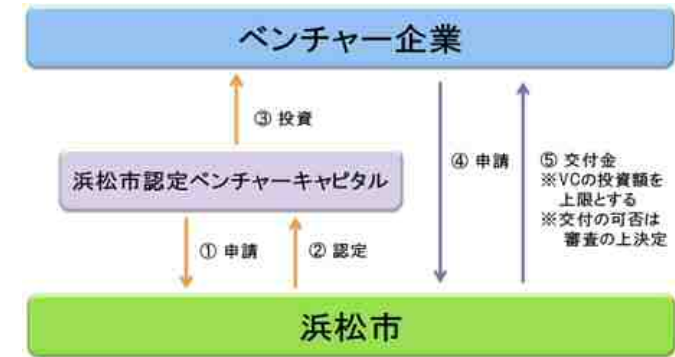 ベンチャー企業
③ 投資
浜松市認定ベンチャーキャピタル
① 申請
② 認定
④ 申請
⑤ 交付金
※VCの投資額を
上限とする
※交付の可否は
審査の上決定
浜松市